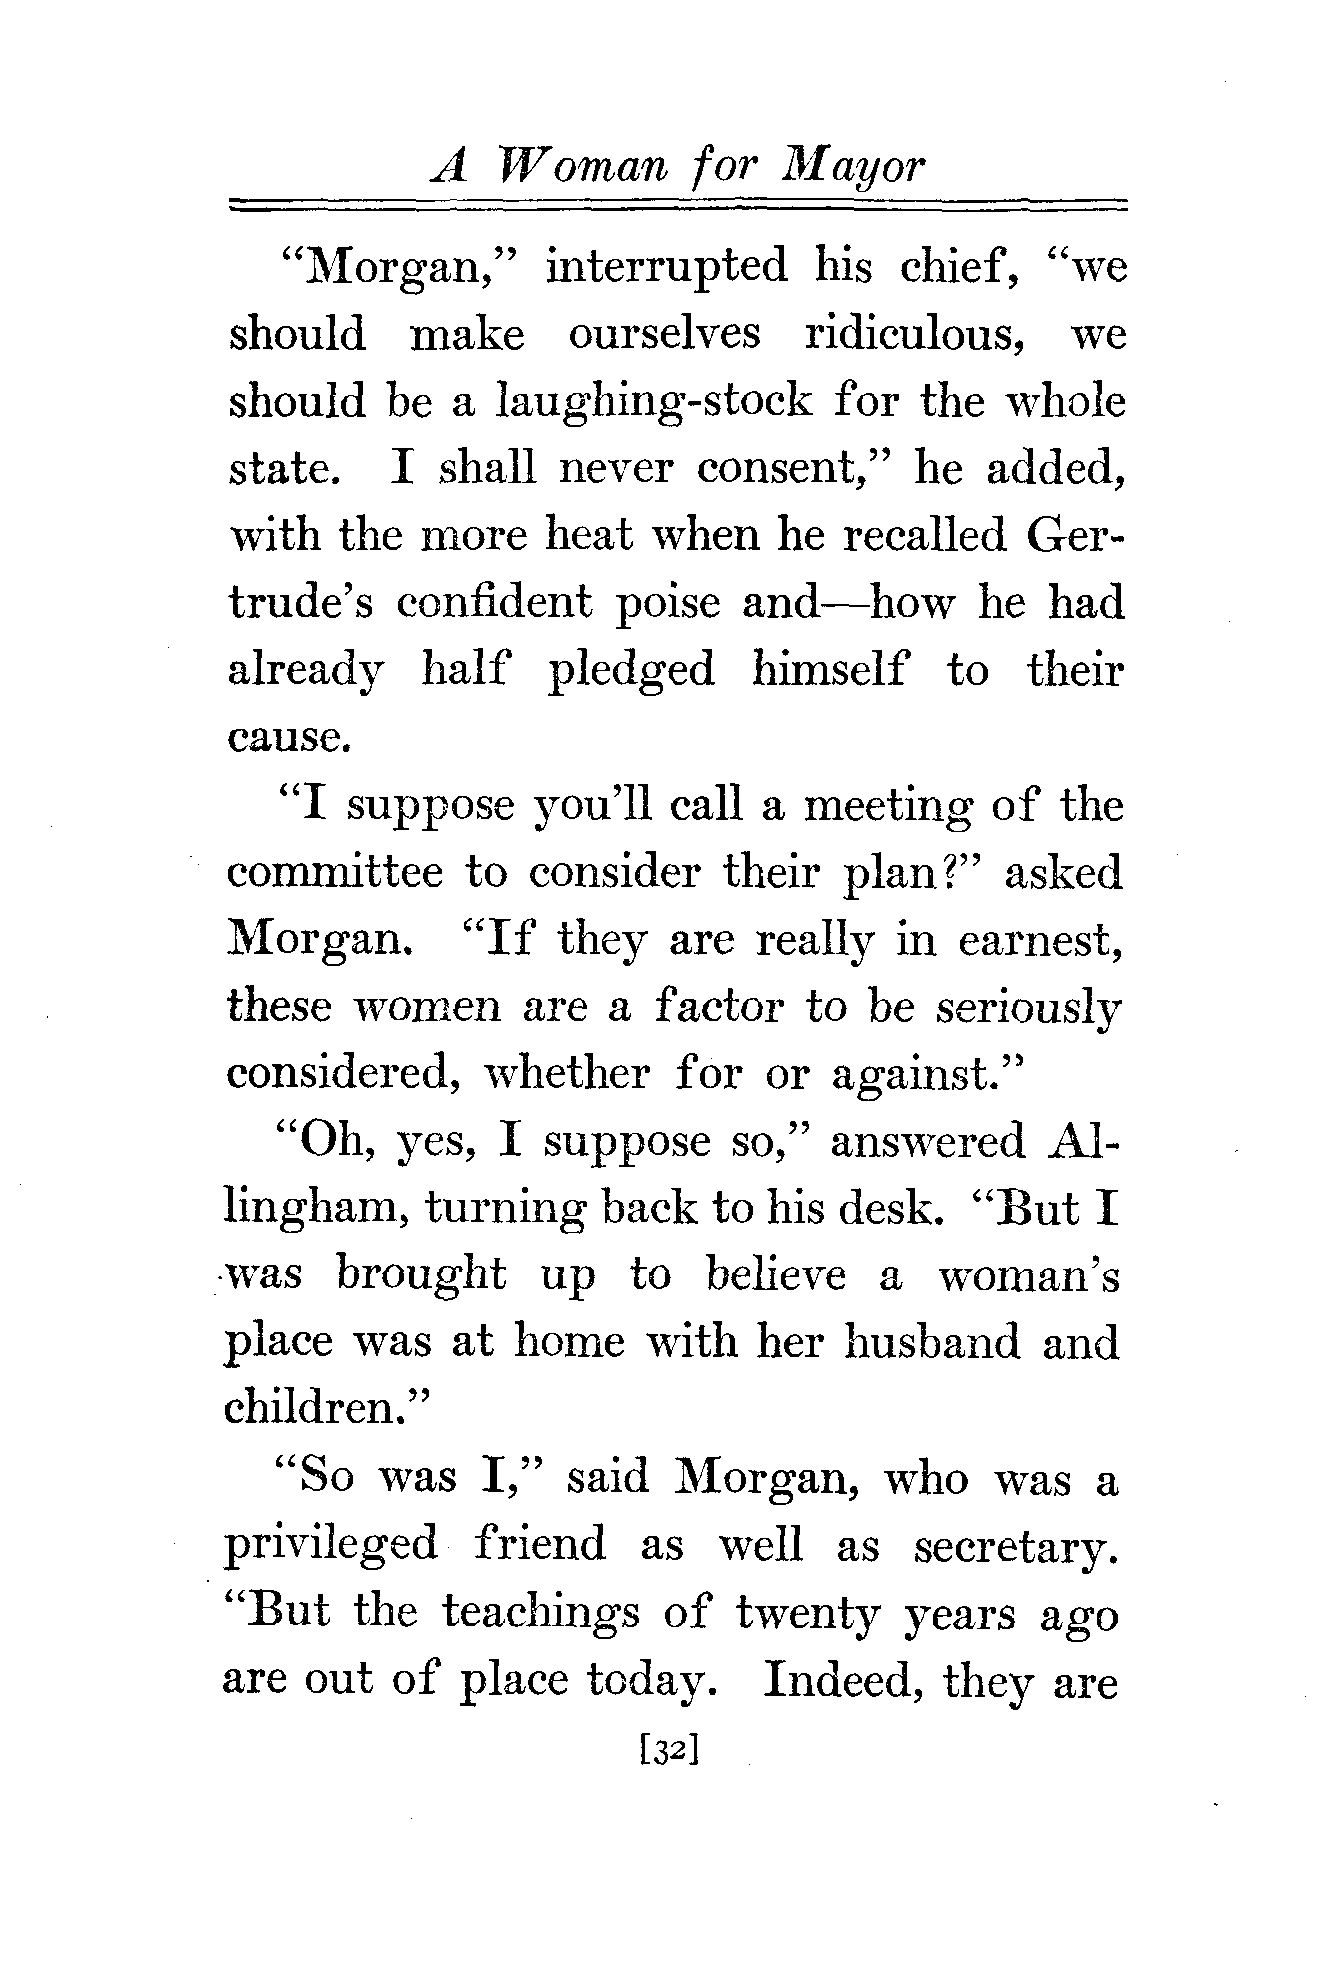 A Woman for Mayor
“Morgan,” interrupted his chief, “we
should make ourselves ridiculous, we
should be a laughing-stock for the whole
state. I shall never consent,” he added,
with the more heat when he recalled Ger-
trude’s confident poise and—how he had
already half pledged himself to their
cause.
“I suppose you’ll call a meeting of the
committee to consider their plan?” asked
Morgan. “If they are really in earnest,
these women are a factor to be seriously
considered, whether for or against.”
“Oh, yes, I suppose so,” answered Al-
lingham, turning back to his desk. “But I
was brought up to believe a woman’s
place was at home with her husband and
children.”
“So was I,” said Morgan, who was a
privileged friend as well as secretary.
“But the teachings of twenty years ago
are out of place today. Indeed, they are
[32]